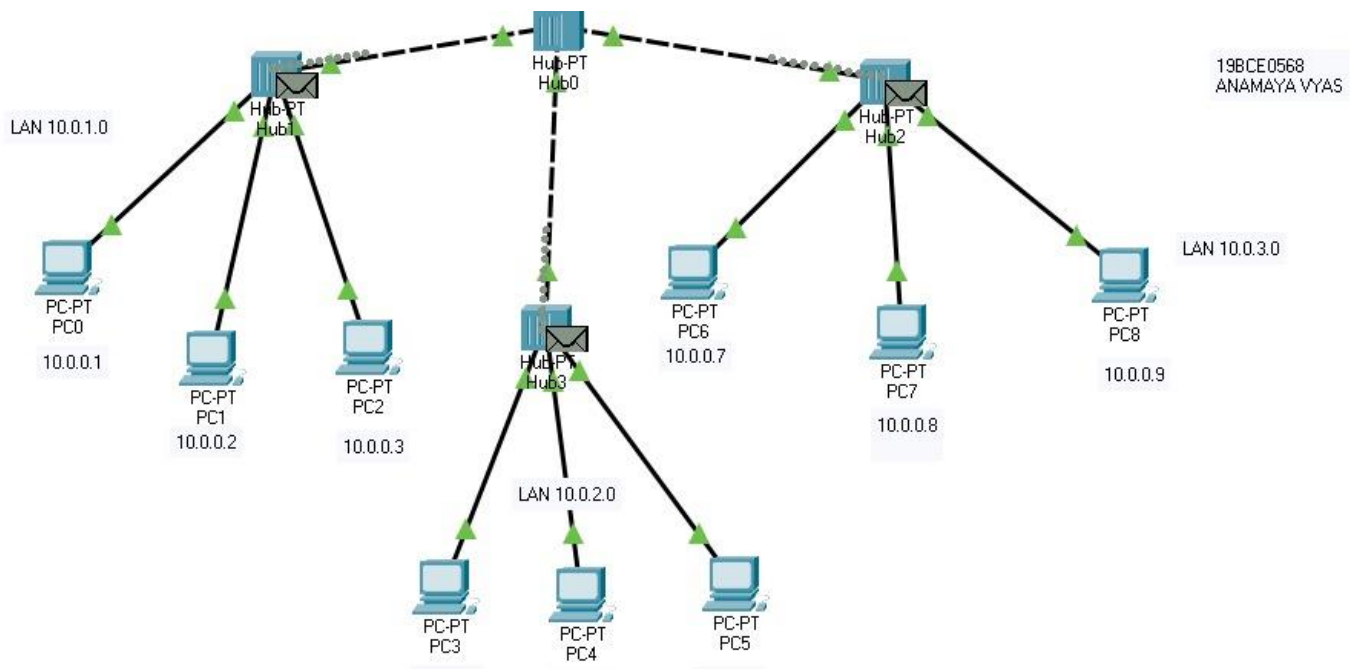 Hub-PT
Hub0
Hub-PT
Hub1
Hub-PT
Hub2
19BCE0568
ANAMAYA VYAS
LAN 10.0.1.0
LAN 10.0.3.0
PC-PT
PC0
10.0.0.1
PC-PT
PC1
10.0.0.2
PC-PT
PC2
10.0.0.3
Hub-PT
Hub3
PC-PT
PC6
10.0.0.7
PC-PT
PC7
10.0.0.8
PC-PT
PC8
10.0.0.9
LAN 10.0.2.0
PC-PT
PC3
PC-PT
PC4
PC-PT
PC5